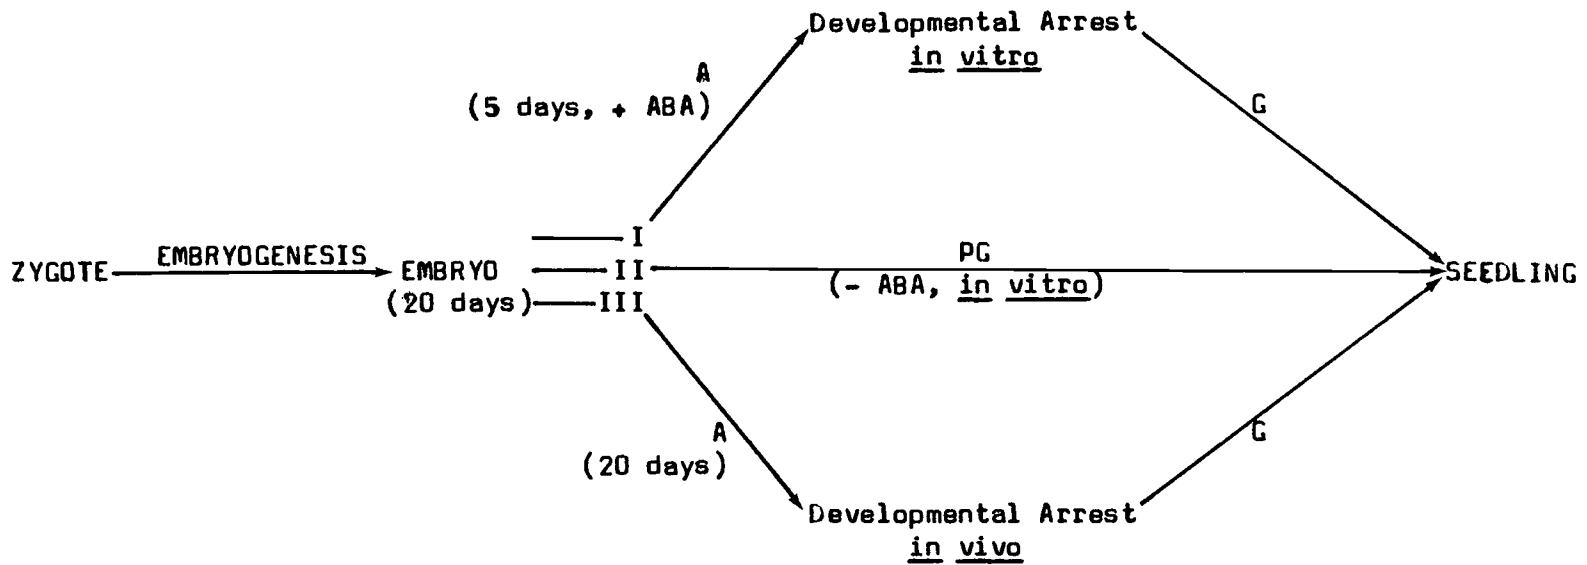 Developmental Arrest
in vitro
A
(5 days, + ABA)
G
ZYGOTE
EMBRYOGENESIS
EMBRYO
(20 days)
I
II
III
PG
(- ABA, in vitro)
SEEDLING
A
(20 days)
G
Developmental Arrest
in vivo